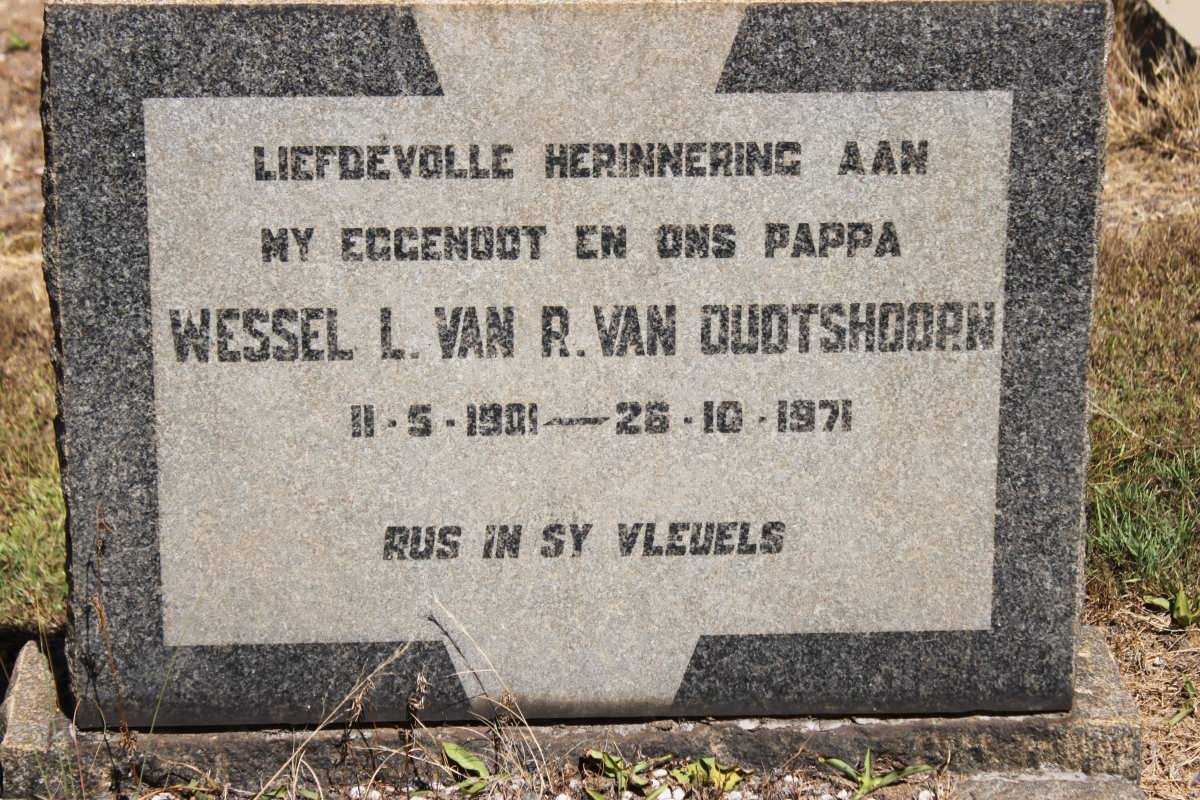 LIEFDEVOLLE HERINNERING AAN
MY EGGENOOT EN ONS PAPPA
WESSEL L. VAN R. VAN OUDTSHOORN
11 · 5 · 1901 — 26 · 10 · 1971
RUS IN SY VLEUELS